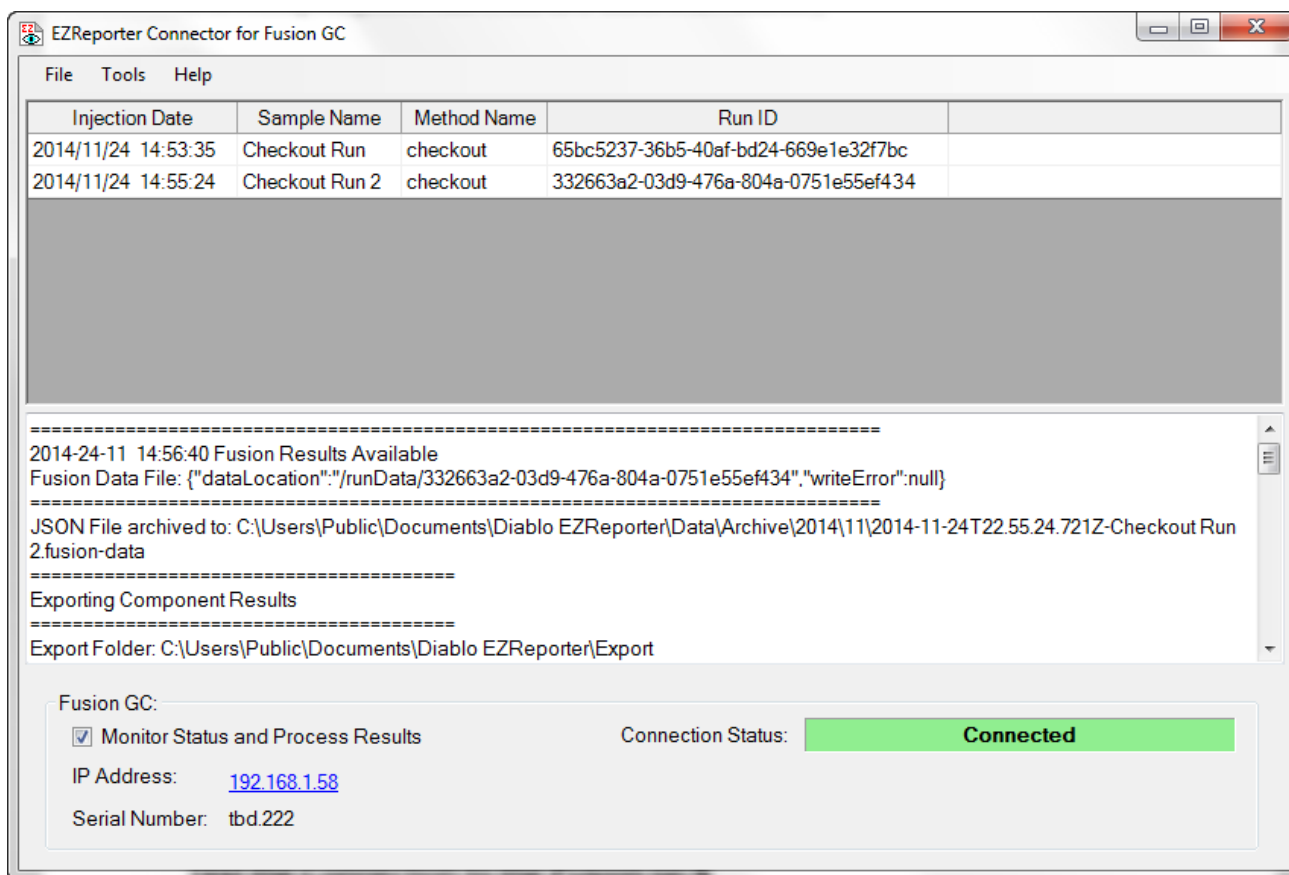 EZReporter Connector for Fusion GC
File Tools Help
Injection Date Sample Name Method Name Run ID
2014/11/24 14:53:35 Checkout Run checkout 65bc5237-36b5-40af-bd24-669e1e32f7bc
2014/11/24 14:55:24 Checkout Run 2 checkout 332663a2-03d9-476a-804a-0751e55ef434
================================================================================
2014-24-11 14:56:40 Fusion Results Available
Fusion Data File: {"dataLocation":"/runData/332663a2-03d9-476a-804a-0751e55ef434","writeError":null}
================================================================================
JSON File archived to: C:\Users\Public\Documents\Diablo EZReporter\Data\Archive\2014\11\2014-11-24T22.55.24.721Z-Checkout Run
2.fusion-data
========================================
Exporting Component Results
========================================
Export Folder: C:\Users\Public\Documents\Diablo EZReporter\Export
Fusion GC:
Monitor Status and Process Results Connection Status: Connected
IP Address: 192.168.1.58
Serial Number: tbd.222